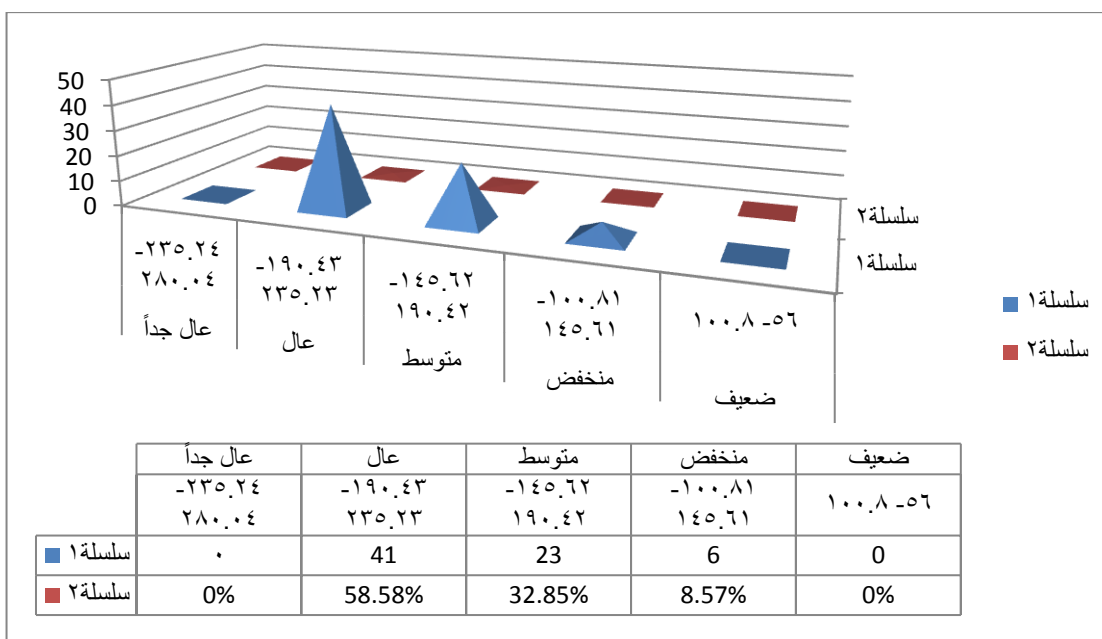 50
40
30
20
10
0
-٢٣٥.٢٤
٢٨٠.٠٤
عال جداً
-١٩٠.٤٣
٢٣٥.٢٣
عال
-١٤٥.٦٢
١٩٠.٤٢
متوسط
-١٠٠.٨١
١٤٥.٦١
منخفض
٥٦- ١٠٠.٨
ضعيف
سلسلة٢
سلسلة١
سلسلة١
سلسلة٢
عال جداً عال متوسط منخفض ضعيف
-٢٣٥.٢٤ -١٩٠.٤٣ -١٤٥.٦٢ -١٠٠.٨١ ٥٦- ١٠٠.٨
٢٨٠.٠٤ ٢٣٥.٢٣ ١٩٠.٤٢ ١٤٥.٦١
سلسلة١ ٠ 41 23 6 0
سلسلة٢ 0% 58.58% 32.85% 8.57% 0%